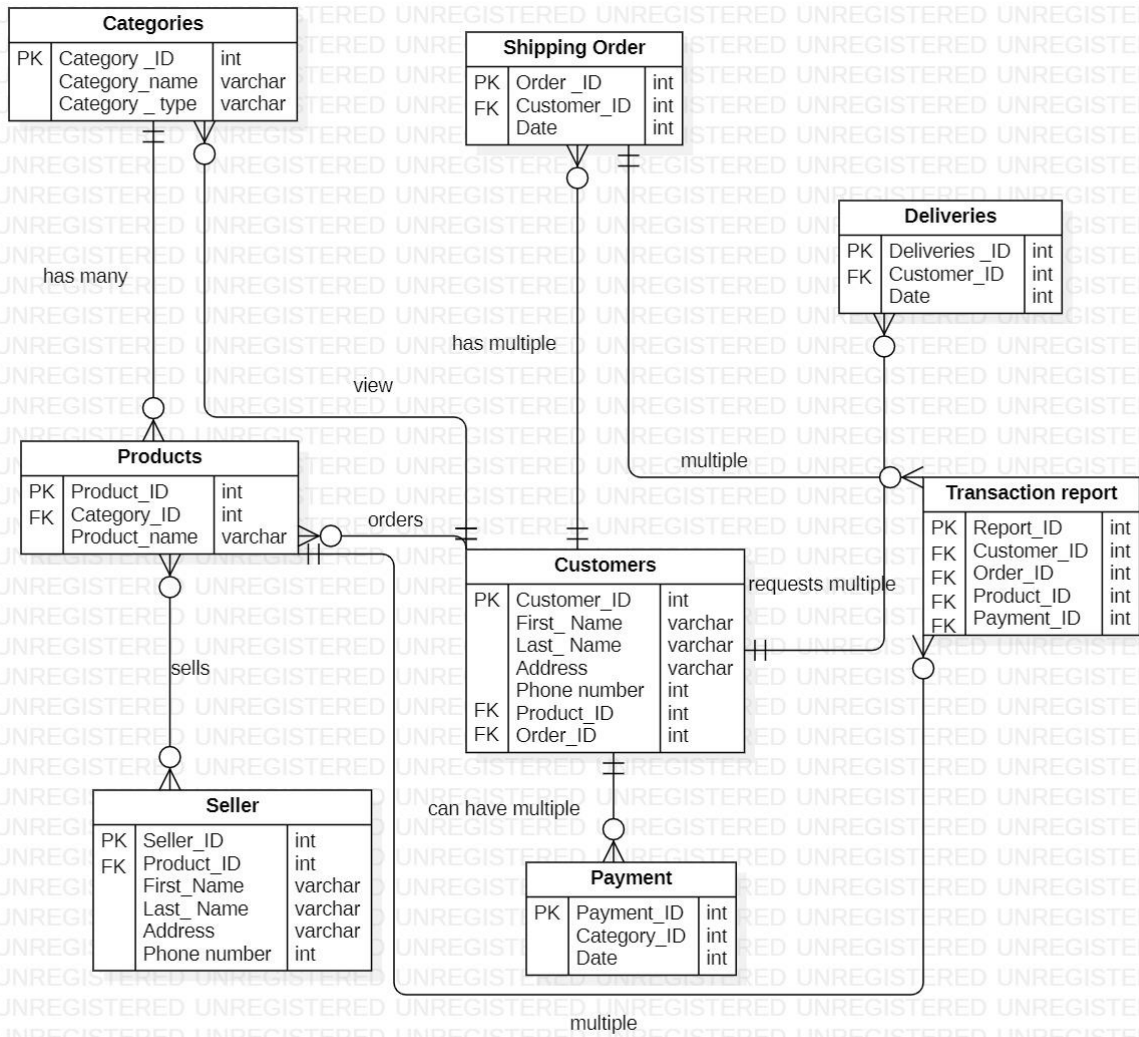 Categories
PK Category _ID int
Category_name varchar
Category _ type varchar
Shipping Order
PK Order _ID int
FK Customer_ID int
Date int
Deliveries
PK Deliveries _ID int
FK Customer_ID int
Date int
has many
has multiple
view
multiple
orders
Products
PK Product_ID int
FK Category_ID int
Product_name varchar
Transaction report
PK Report_ID int
FK Customer_ID int
FK Order_ID int
FK Product_ID int
FK Payment_ID int
requests multiple
Customers
PK Customer_ID int
First_ Name varchar
Last_ Name varchar
Address varchar
Phone number int
FK Product_ID int
FK Order_ID int
sells
Seller
PK Seller_ID int
FK Product_ID int
First_Name varchar
Last_ Name varchar
Address varchar
Phone number int
can have multiple
Payment
PK Payment_ID int
Category_ID int
Date int
multiple
UNREGISTERED